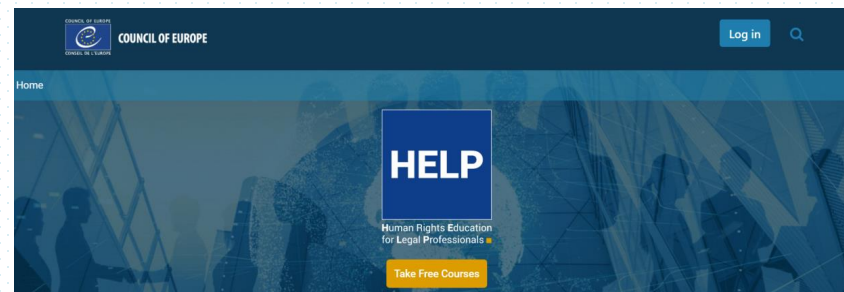 COUNCIL OF EUROPE
CONSEIL DE L'EUROPE
COUNCIL OF EUROPE
Log in
Home
HELP
Human Rights Education
for Legal Professionals
Take Free Courses